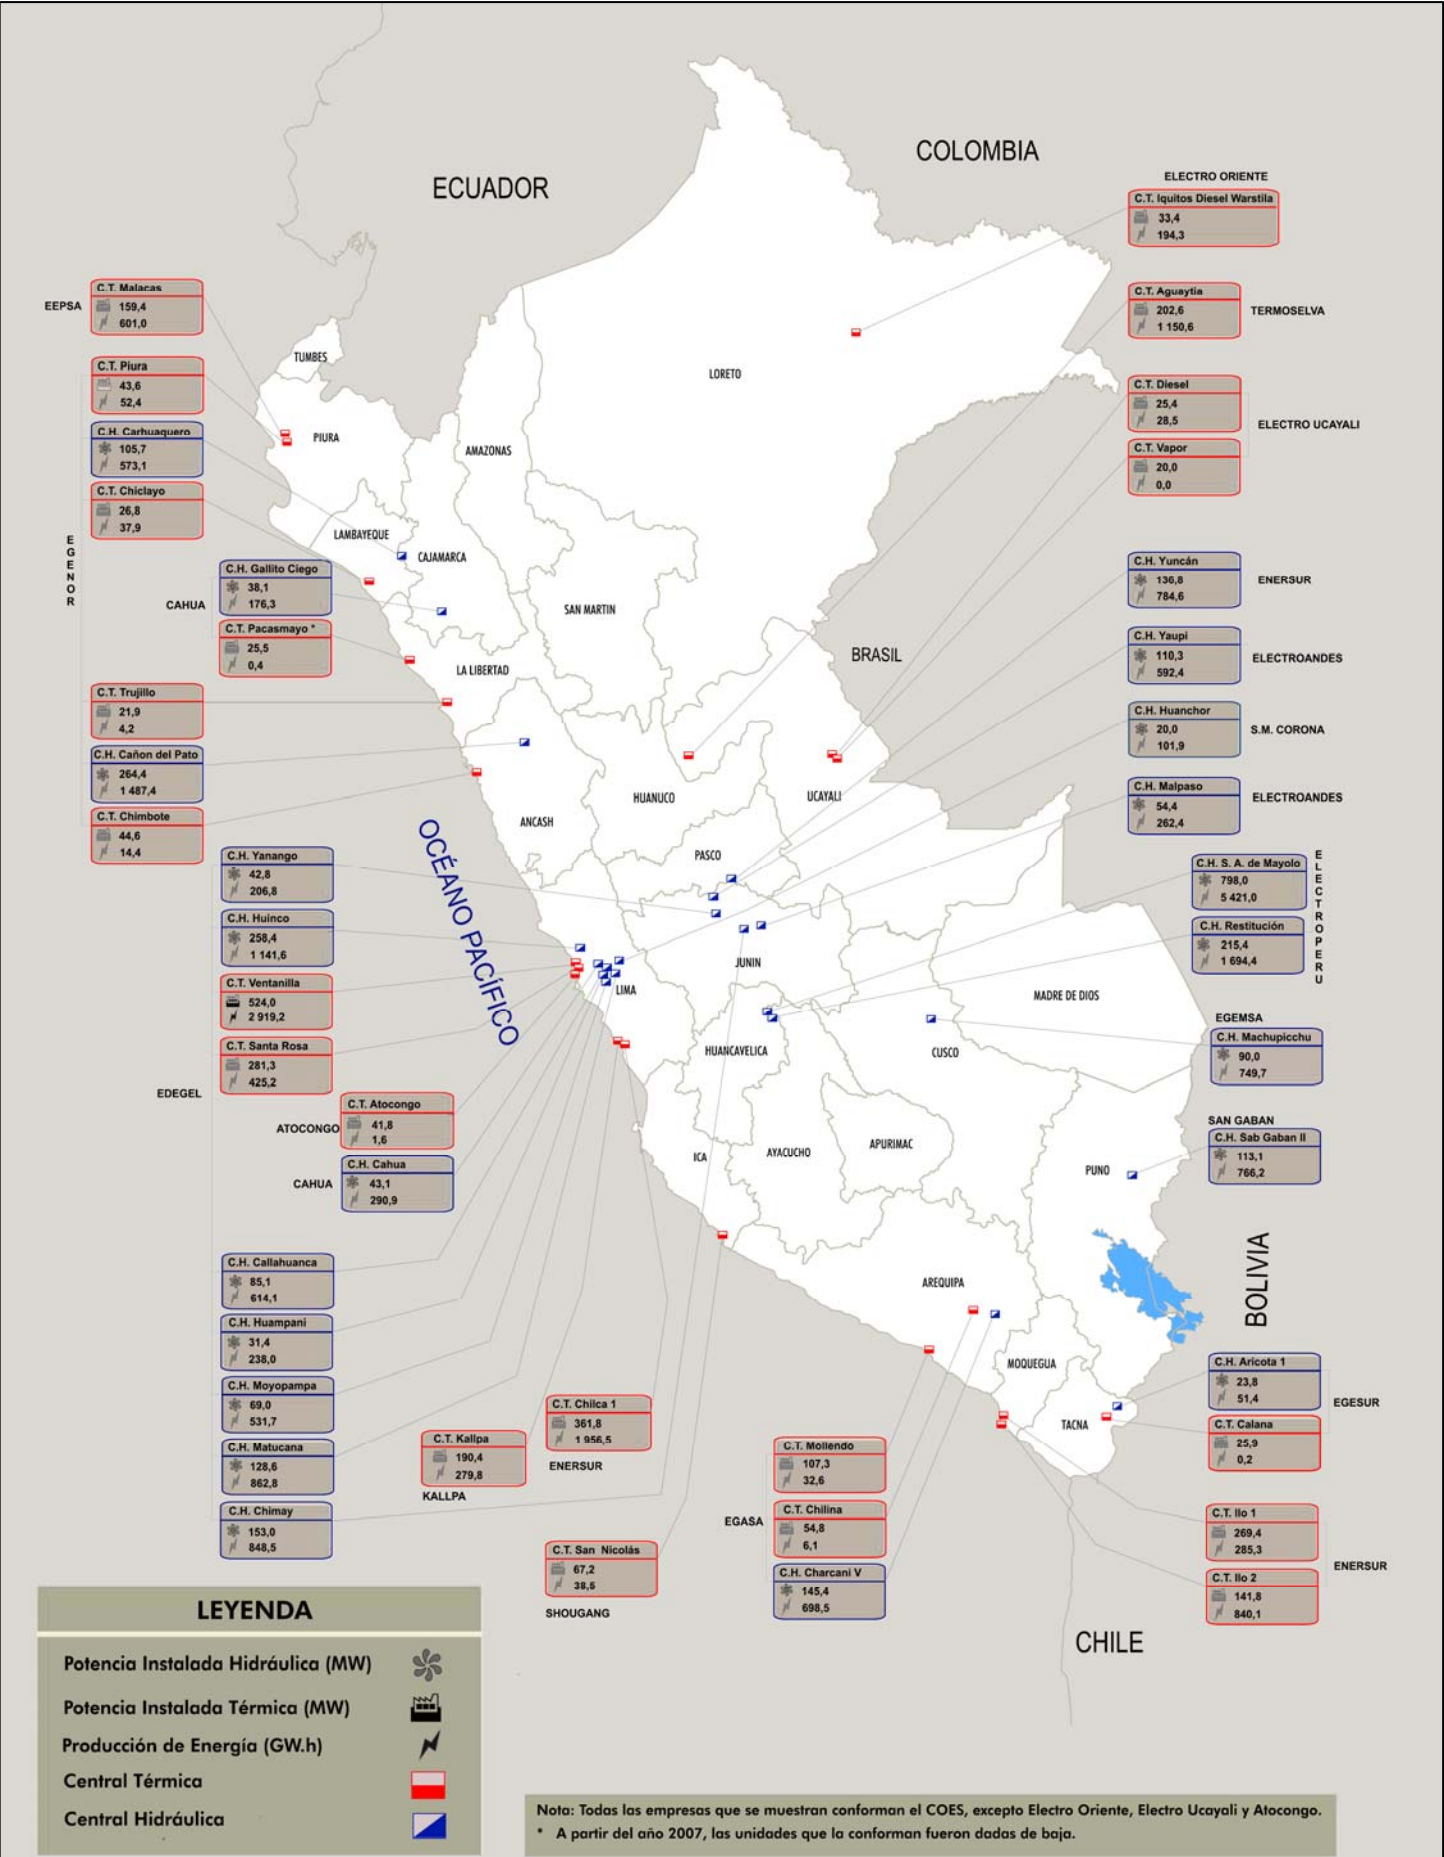 COLOMBIA
ECUADOR
ELECTRO ORIENTE
C.T. Iquitos Diesel Warstila
33,4
194,3
EEPSA
C.T. Malacas
159,4
601,0
C.T. Aguaytia
202,6
1 150,6
TERMOSELVA
TUMBES
LORETO
C.T. Piura
43,6
52,4
C.T. Diesel
25,4
28,5
ELECTRO UCAYALI
C.T. Vapor
20,0
0,0
C.H. Carhuaquero
105,7
573,1
PIURA
AMAZONAS
C.T. Chiclayo
26,8
37,9
EGENOR
LAMBAYEQUE
CAJAMARCA
C.H. Gallito Ciego
38,1
176,3
CAHUA
C.T. Pacasmayo *
25,5
0,4
SAN MARTIN
C.H. Yuncán
136,8
784,6
ENERSUR
BRASIL
C.H. Yaupi
110,3
592,4
ELECTROANDES
LA LIBERTAD
C.T. Trujillo
21,9
4,2
C.H. Huanchor
20,0
101,9
S.M. CORONA
C.H. Cañon del Pato
264,4
1 487,4
C.H. Malpaso
54,4
262,4
ELECTROANDES
HUANUCO
UCAYALI
C.T. Chimbote
44,6
14,4
ANCASH
OCÉANO PACÍFICO
PASCO
C.H. Yanango
42,8
206,8
C.H. S. A. de Mayolo
798,0
5 421,0
ELECTROPERU
C.H. Huinco
258,4
1 141,6
C.H. Restitución
215,4
1 694,4
JUNIN
LIMA
C.T. Ventanilla
524,0
2 919,2
MADRE DE DIOS
C.T. Santa Rosa
281,3
425,2
EGEMSA
C.H. Machupicchu
90,0
749,7
HUANCAVELICA
CUSCO
EDEGEL
ATOCONGO
C.T. Atocongo
41,8
1,6
SAN GABAN
C.H. Sab Gaban II
113,1
766,2
CAHUA
C.H. Cahua
43,1
290,9
ICA
AYACUCHO
APURIMAC
PUNO
C.H. Callahuanca
85,1
614,1
AREQUIPA
BOLIVIA
C.H. Huampani
31,4
238,0
MOQUEGUA
C.H. Aricota 1
23,8
51,4
EGESUR
C.H. Moyopampa
69,0
531,7
C.T. Chilca 1
361,8
1 956,5
ENERSUR
TACNA
C.T. Calana
25,9
0,2
C.H. Matucana
128,6
862,8
C.T. Kallpa
190,4
279,8
KALLPA
C.T. Mollendo
107,3
32,6
C.H. Chimay
153,0
848,5
EGASA
C.T. Chilina
54,8
6,1
C.T. Ilo 1
269,4
285,3
ENERSUR
C.T. San Nicolás
67,2
38,5
SHOUGANG
C.H. Charcani V
145,4
698,5
C.T. Ilo 2
141,8
840,1
CHILE
LEYENDA
Potencia Instalada Hidráulica (MW)
Potencia Instalada Térmica (MW)
Producción de Energía (GW.h)
Central Térmica
Central Hidráulica
Nota: Todas las empresas que se muestran conforman el COES, excepto Electro Oriente, Electro Ucayali y Atocongo.
* A partir del año 2007, las unidades que la conforman fueron dadas de baja.